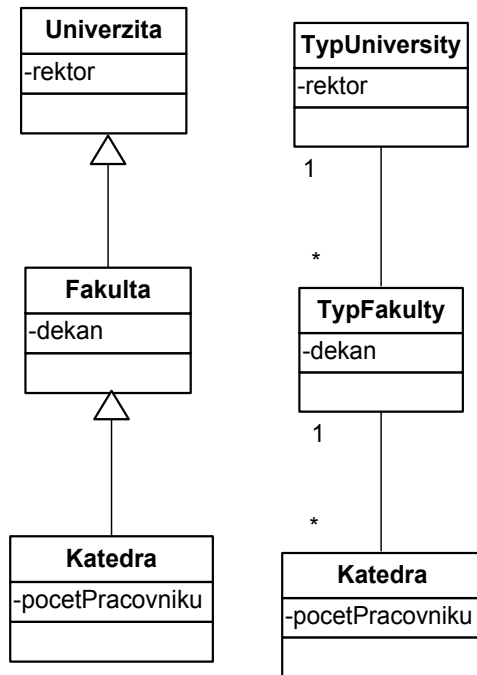 Univerzita
-rektor
Fakulta
-dekan
Katedra
-pocetPracovniku
TypUniversity
-rektor
1
*
TypFakulty
-dekan
1
*
Katedra
-pocetPracovniku